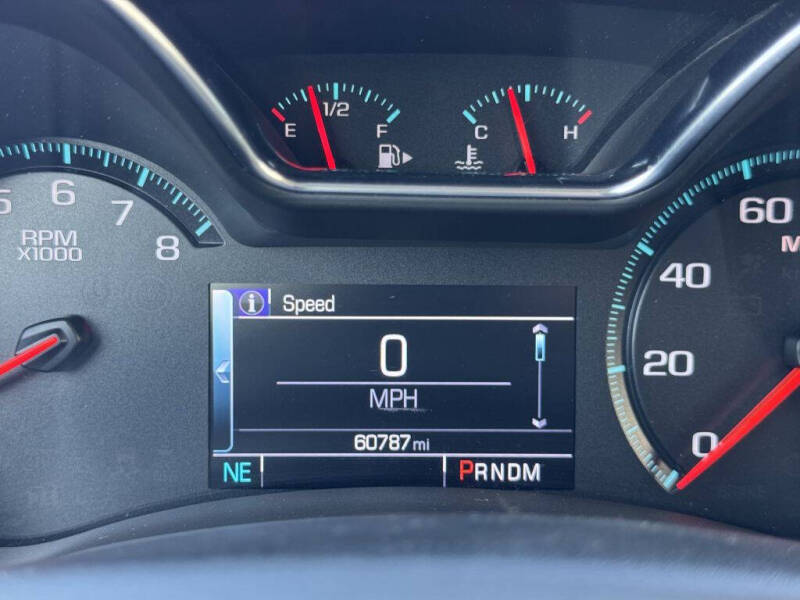 E 1/2 F
C H
5 6 7 8
RPM
X1000
i Speed
0
MPH
60787 mi
NE PRNDM
60
40
20
0